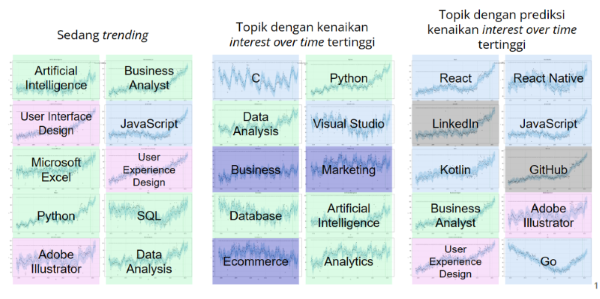 Sedang trending
Artificial
Intelligence
Business
Analyst
User Interface
Design
JavaScript
Microsoft
Excel
User
Experience
Design
Python
SQL
Adobe
Illustrator
Data
Analysis
Topik dengan kenaikan
interest over time tertinggi
C
Python
Data
Analysis
Visual Studio
Business
Marketing
Database
Artificial
Intelligence
Ecommerce
Analytics
Topik dengan prediksi
kenaikan interest over time
tertinggi
React
React Native
LinkedIn
JavaScript
Kotlin
GitHub
Business
Analyst
Adobe
Illustrator
User
Experience
Design
Go
1